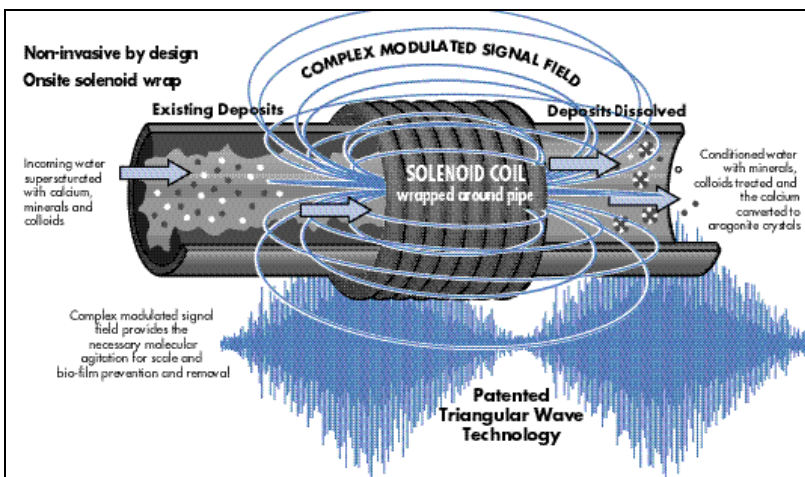 Non-invasive by design
Onsite solenoid wrap
COMPLEX MODULATED SIGNAL FIELD
Existing Deposits
Deposits Dissolved
Incoming water
supersaturated
with calcium,
minerals and
colloids
SOLENOID COIL
wrapped around pipe
Conditioned water
with minerals,
colloids treated and
the calcium
converted to
aragonite crystals
Complex modulated signal
field provides the
necessary molecular
agitation for scale and
bio-film prevention and removal
Patented
Triangular Wave
Technology